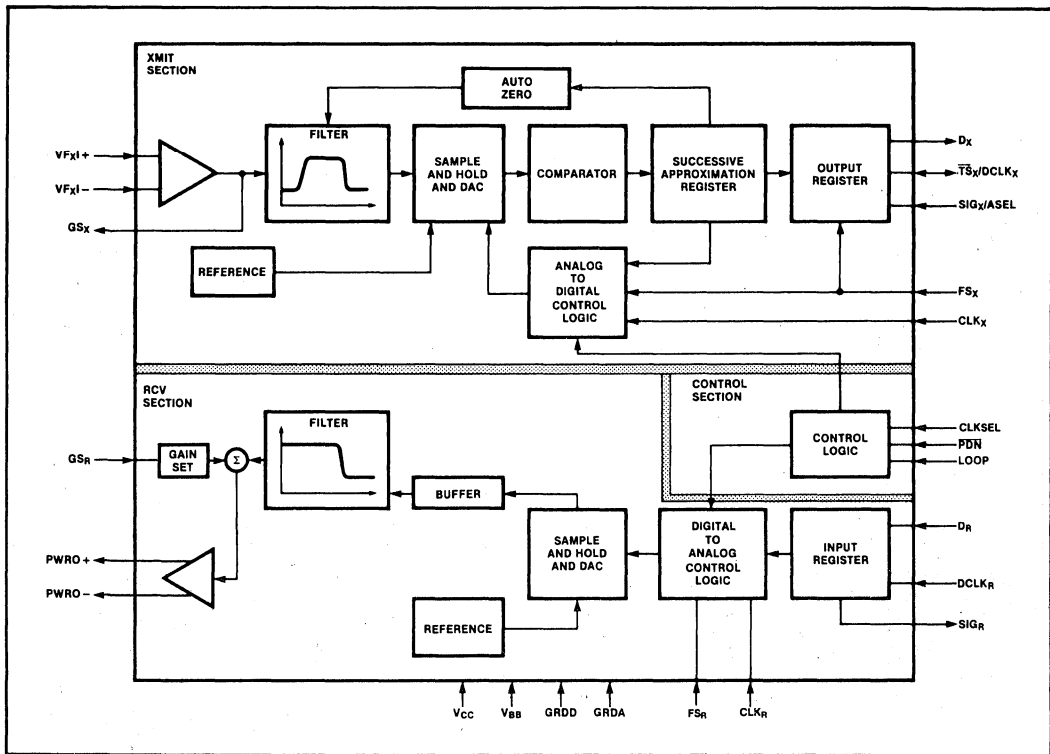 XMIT
SECTION
AUTO
ZERO
FILTER
VFXI+
VFXI−
GSX
SAMPLE
AND HOLD
AND DAC
COMPARATOR
SUCCESSIVE
APPROXIMATION
REGISTER
OUTPUT
REGISTER
DX
T̅S̅X/DCLKX
SIGX/ASEL
REFERENCE
ANALOG
TO
DIGITAL
CONTROL
LOGIC
FSX
CLKX
RCV
SECTION
CONTROL
SECTION
FILTER
GSR
GAIN
SET
Σ
BUFFER
CONTROL
LOGIC
CLKSEL
P̅D̅N̅
LOOP
PWRO+
PWRO−
SAMPLE
AND HOLD
AND DAC
DIGITAL
TO
ANALOG
CONTROL
LOGIC
INPUT
REGISTER
DR
DCLKR
SIGR
REFERENCE
VCC
VBB
GRDD
GRDA
FSR
CLKR